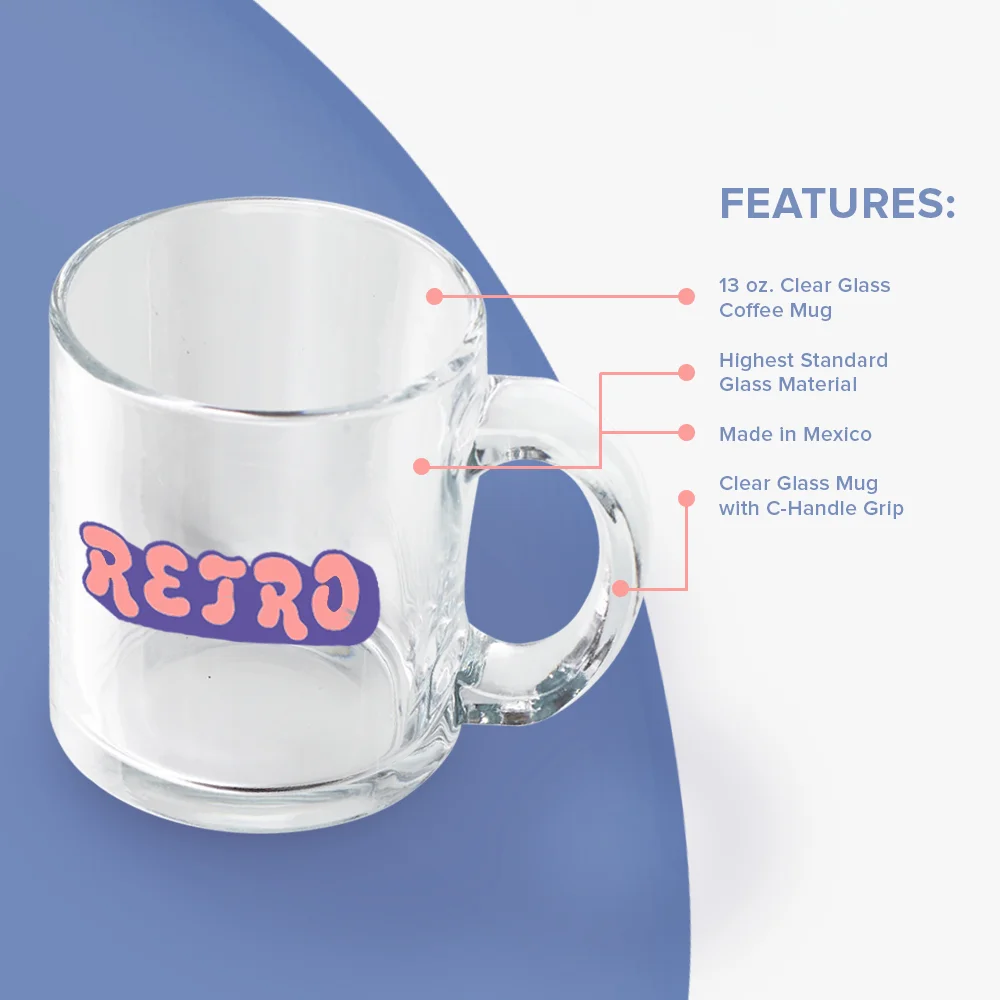 FEATURES:
13 oz. Clear Glass
Coffee Mug
Highest Standard
Glass Material
Made in Mexico
Clear Glass Mug
with C-Handle Grip
RETRO